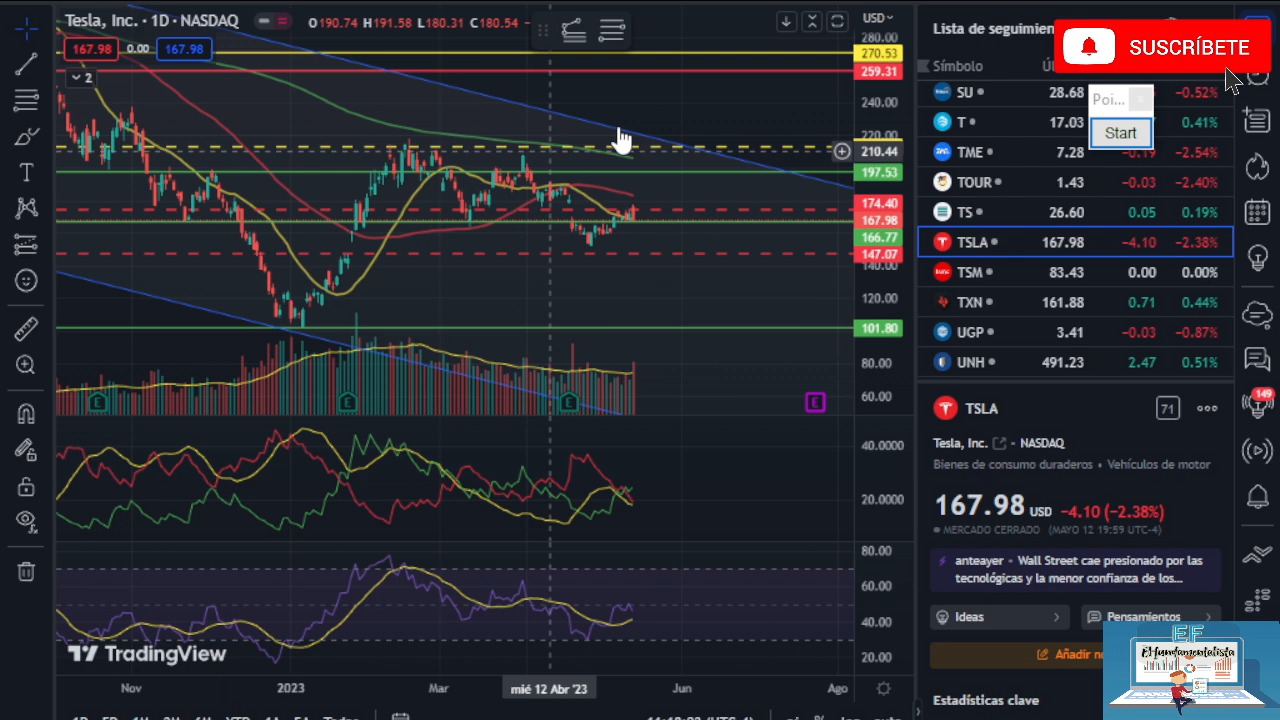 Tesla, Inc. · 1D · NASDAQ
O190.74 H191.58 L180.31 C180.54
167.98 0.00 167.98
2
USD
280.00
270.53
259.31
240.00
220.00
210.44
197.53
174.40
167.98
166.77
147.07
140.00
120.00
101.80
80.00
60.00
40.0000
20.0000
80.00
60.00
40.00
20.00
E E E E
TradingView
Nov 2023 Mar mié 12 Abr '23 Jun Ago
Lista de seguimien
SUSCRÍBETE
Símbolo
Poi...
Start
SU 28.68 −0.52%
T 17.03 0.41%
TME 7.28 −0.19 −2.54%
TOUR 1.43 −0.03 −2.40%
TS 26.60 0.05 0.19%
TSLA 167.98 −4.10 −2.38%
TSM 83.43 0.00 0.00%
TXN 161.88 0.71 0.44%
UGP 3.41 −0.03 −0.87%
UNH 491.23 2.47 0.51%
TSLA
Tesla, Inc. · NASDAQ
Bienes de consumo duraderos • Vehículos de motor
167.98 USD −4.10 (−2.38%)
MERCADO CERRADO (MAYO 12 19:59 UTC-4)
anteayer · Wall Street cae presionado por las
tecnológicas y la menor confianza de los...
Ideas
Pensamientos
Añadir no
Estadísticas clave
149
EF
El fundamentalista